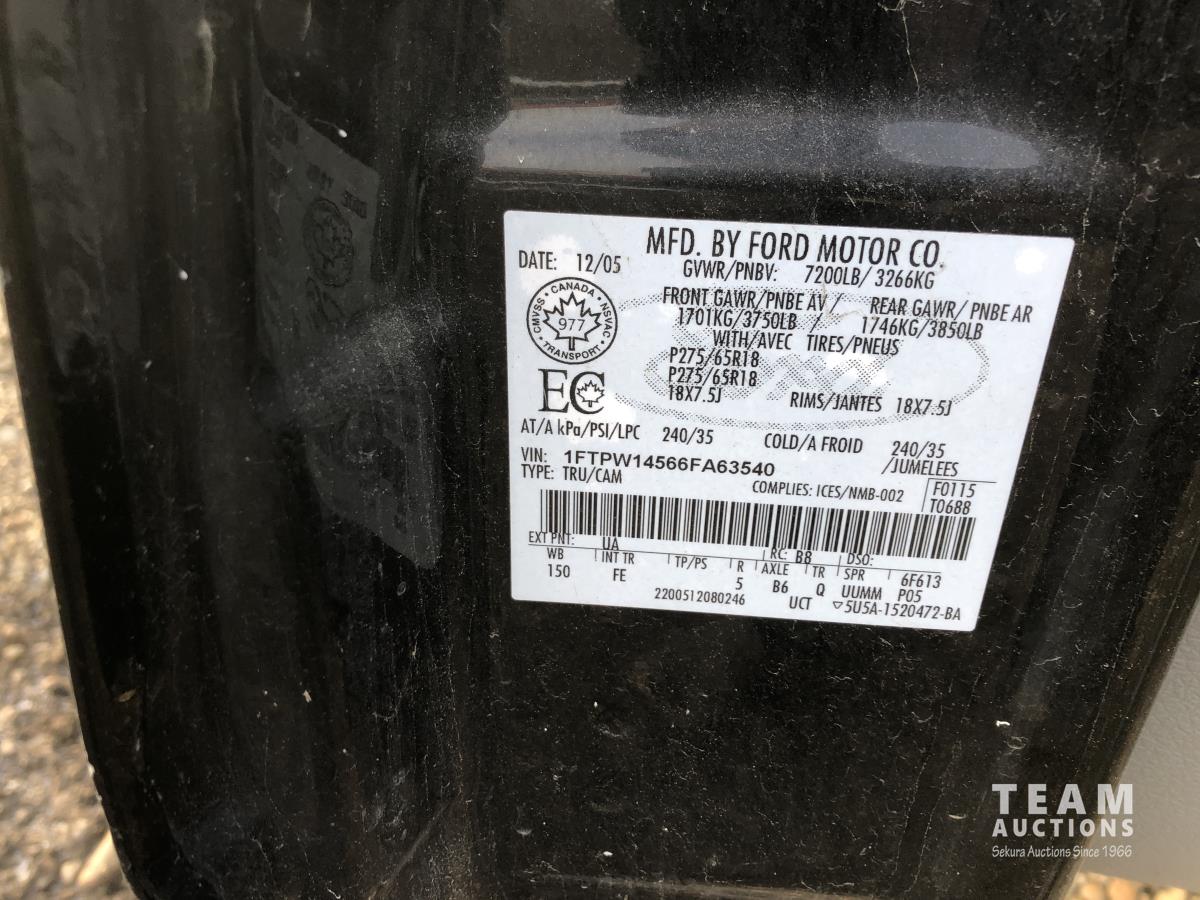 MFD. BY FORD MOTOR CO.
DATE: 12/05
GVWR/PNBV: 7200LB/ 3266KG
FRONT GAWR/PNBE AV / REAR GAWR/ PNBE AR
1701KG/3750LB / 1746KG/3850LB
WITH/AVEC TIRES/PNEUS
P275/65R18
P275/65R18
18X7.5J RIMS/JANTES 18X7.5J
CANADA
CMVSS NSVAC
977
TRANSPORT
EC
AT/A kPa/PSI/LPC 240/35 COLD/A FROID 240/35
/JUMELEES
VIN: 1FTPW14566FA63540
TYPE: TRU/CAM
COMPLIES: ICES/NMB-002
F0115
T0688
EXT PNT: UA RC: B8 DSO:
WB INT TR TP/PS R AXLE TR SPR 6F613
150 FE 5 B6 Q UUMM P05
2200512080246 UCT ▽5U5A-1520472-BA
TEAM
AUCTIONS
Sekura Auctions Since 1966